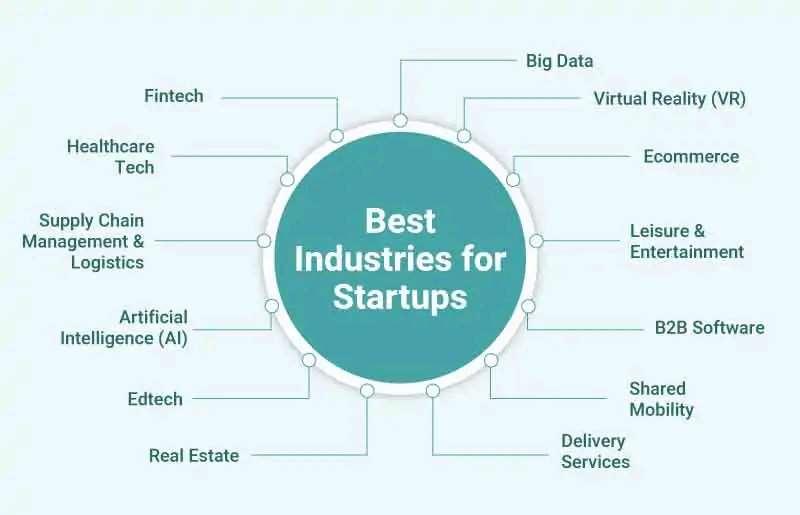 Best
Industries for
Startups
Big Data
Virtual Reality (VR)
Ecommerce
Leisure &
Entertainment
B2B Software
Shared
Mobility
Delivery
Services
Real Estate
Edtech
Artificial
Intelligence (AI)
Supply Chain
Management &
Logistics
Healthcare
Tech
Fintech